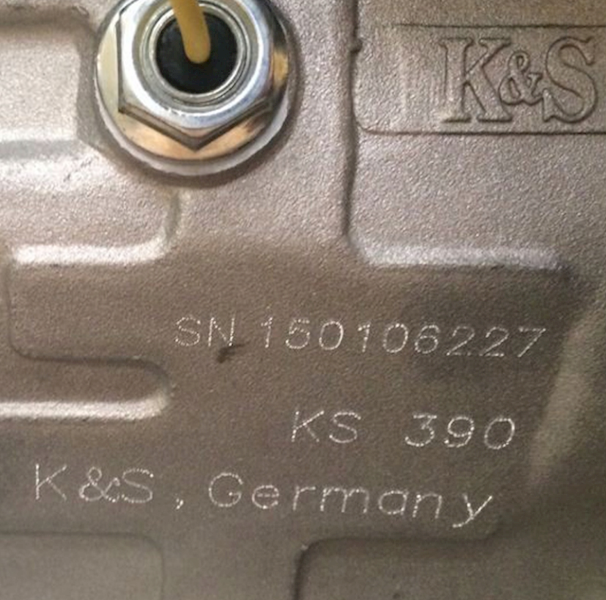 K&S
SN 150106227
KS 390
K&S, Germany